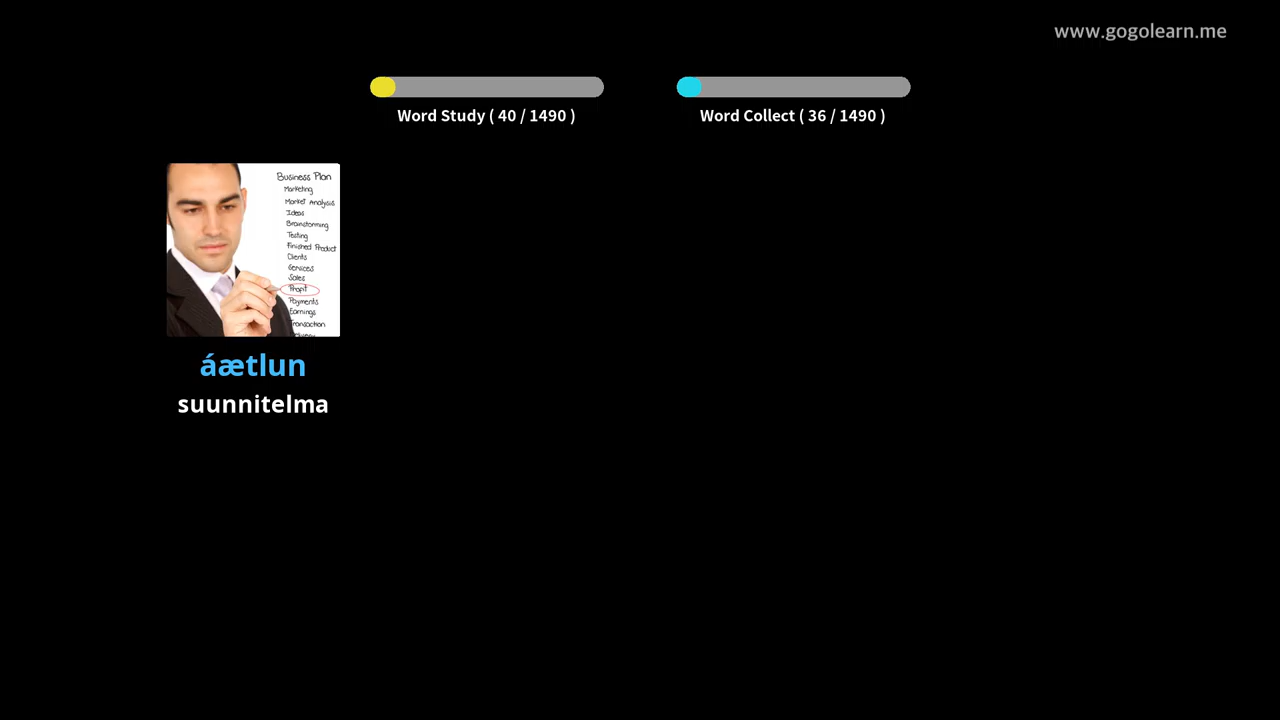 www.gogolearn.me
Word Study ( 40 / 1490 )
Word Collect ( 36 / 1490 )
Business Plan
Marketing
Market Analysis
Ideas
Brainstorming
Testing
Finished Product
Clients
Services
Sales
Profit
Payments
Earnings
Transaction
áætlun
suunnitelma